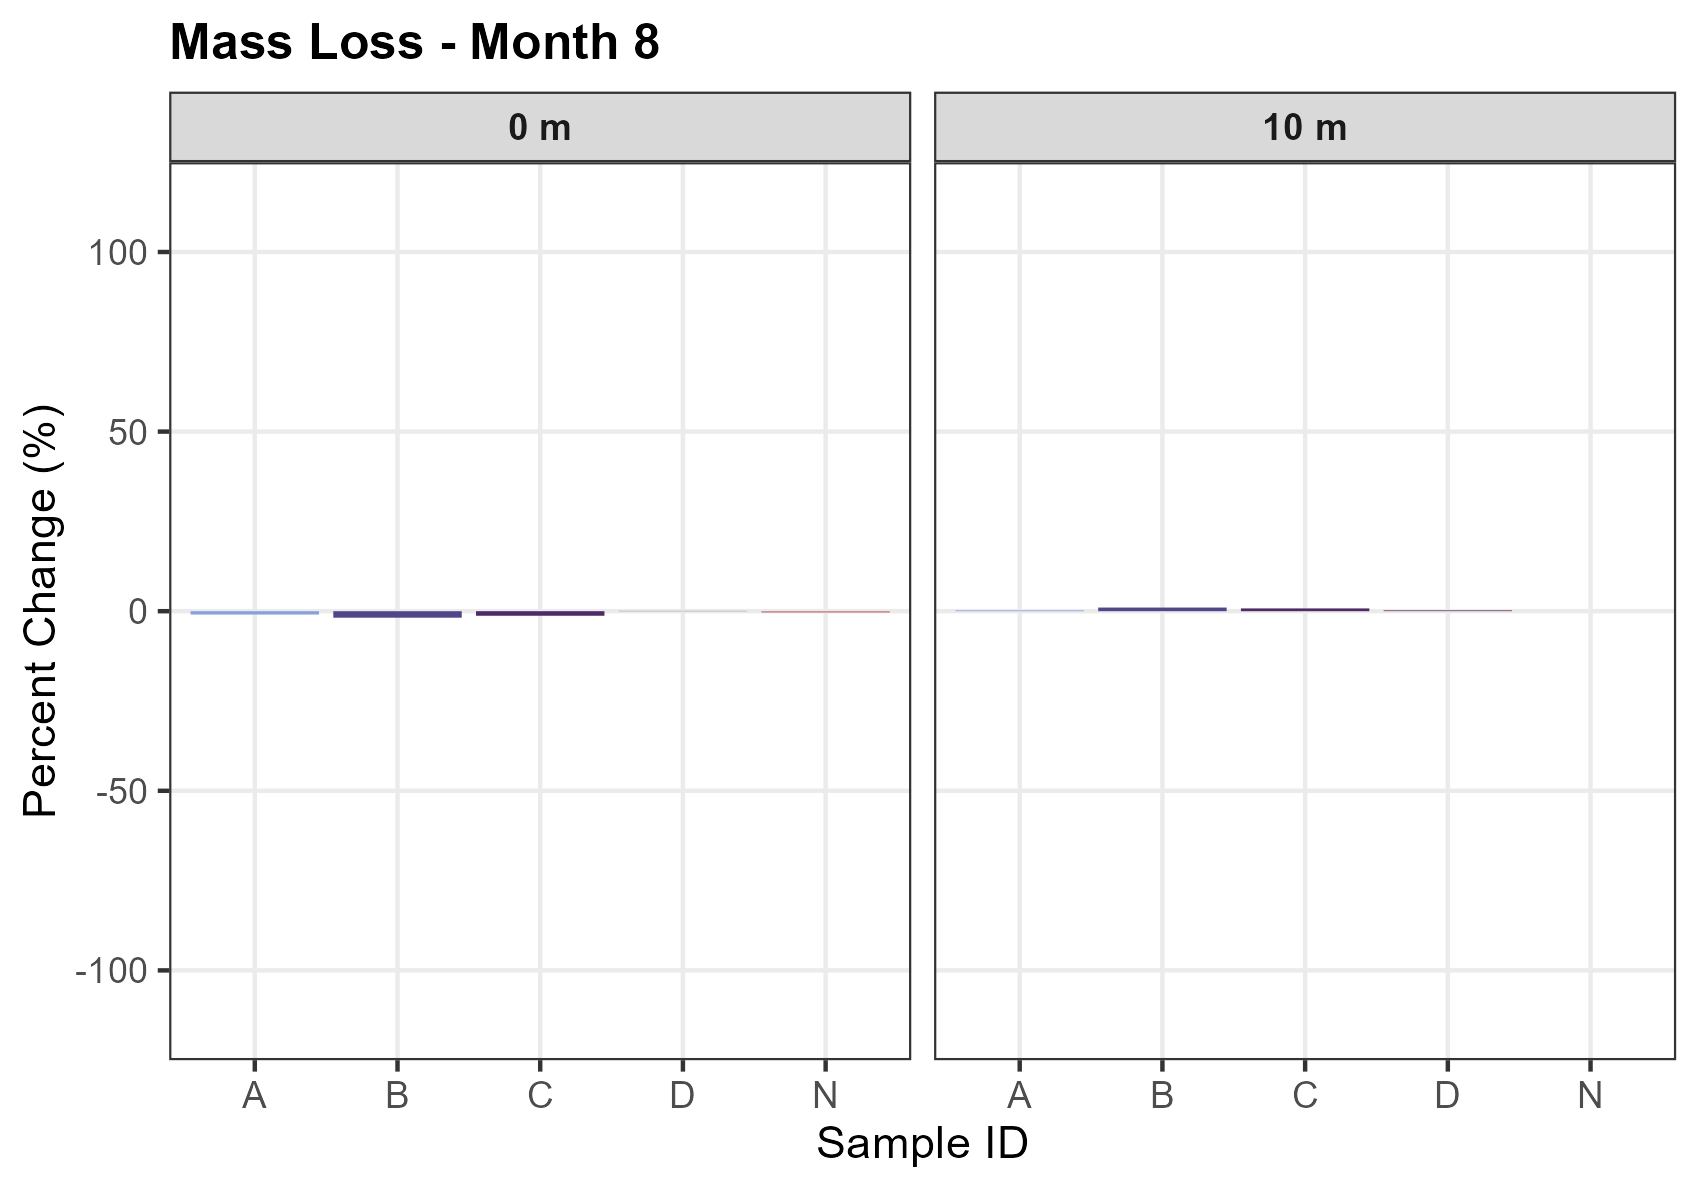 Mass Loss - Month 8
0 m
10 m
Percent Change (%)
100
50
0
-50
-100
A B C D N
A B C D N
Sample ID